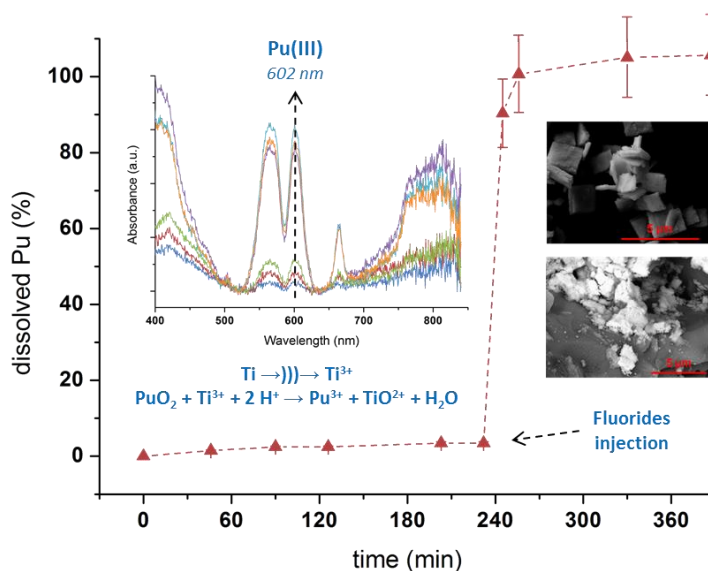 dissolved Pu (%)
100
80
60
40
20
0
0
60
120
180
240
300
360
time (min)
Pu(III)
602 nm
Absorbance (a.u.)
400
500
600
700
800
Wavelength (nm)
Ti →)))→ Ti³⁺
PuO₂ + Ti³⁺ + 2 H⁺ → Pu³⁺ + TiO²⁺ + H₂O
5 µm
5 µm
Fluorides
injection